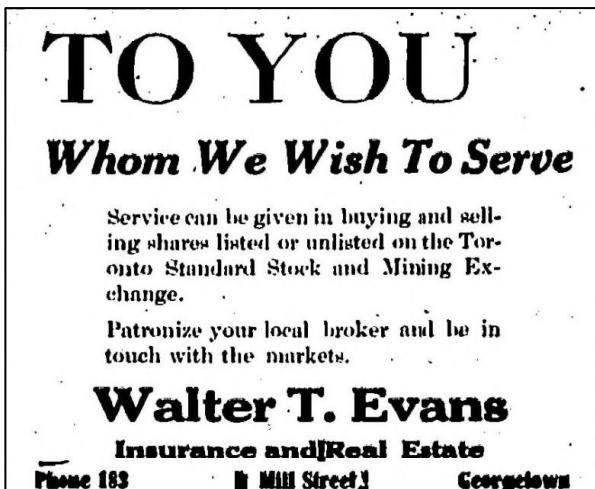 TO YOU
Whom We Wish To Serve
Service can be given in buying and sell-
ing shares listed or unlisted on the Tor-
onto Standard Stock and Mining Ex-
change.
Patronize your local broker and be in
touch with the markets.
Walter T. Evans
Insurance and Real Estate
Phone 183 Mill Street Georgetown